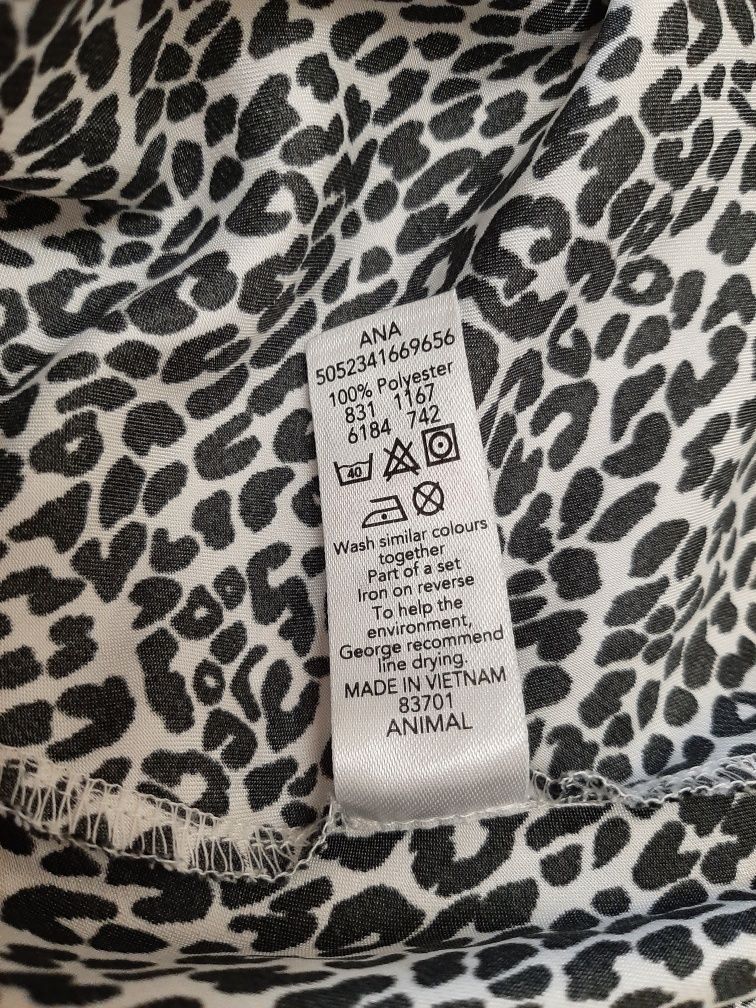 ANA
5052341669656
100% Polyester
831 1167
6184 742
40
Wash similar colours
together
Part of a set
Iron on reverse
To help the
environment,
George recommend
line drying.
MADE IN VIETNAM
83701
ANIMAL